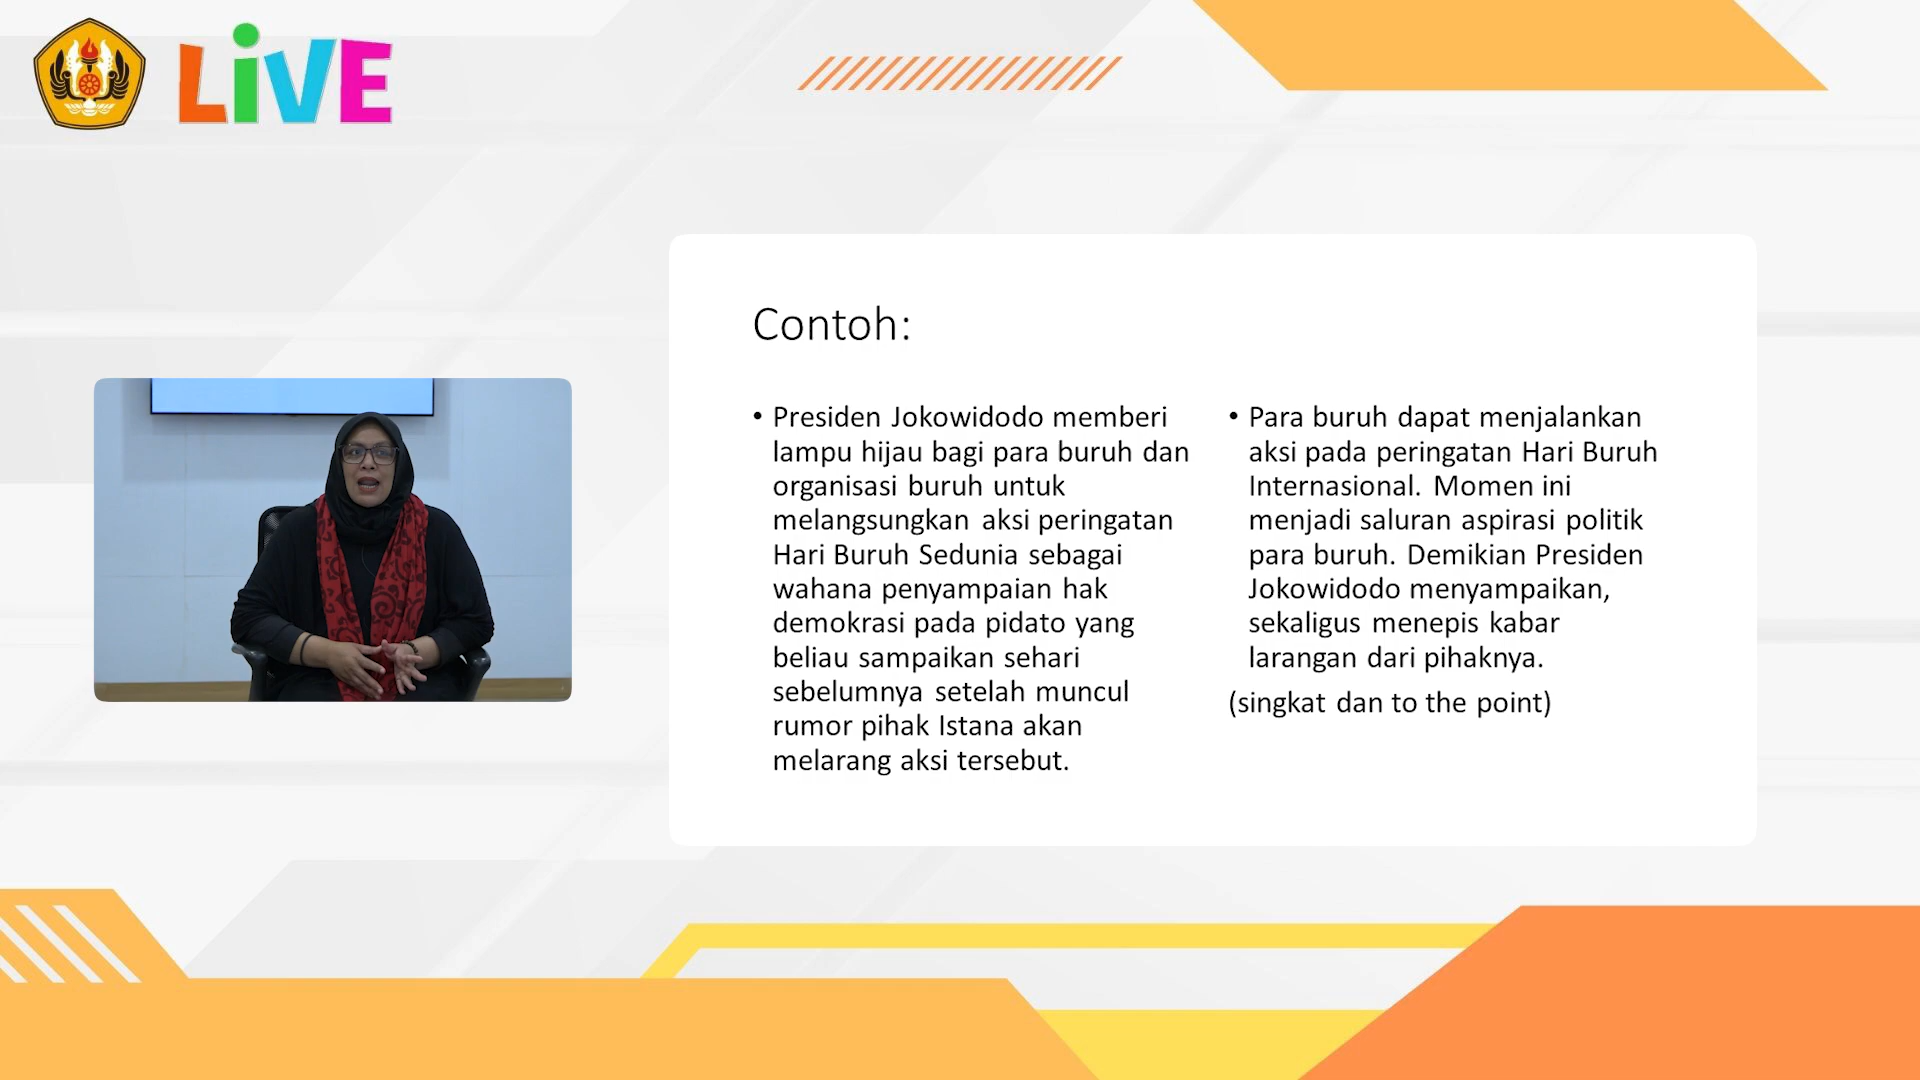 LiVE
Contoh:
• Presiden Jokowidodo memberi
lampu hijau bagi para buruh dan
organisasi buruh untuk
melangsungkan aksi peringatan
Hari Buruh Sedunia sebagai
wahana penyampaian hak
demokrasi pada pidato yang
beliau sampaikan sehari
sebelumnya setelah muncul
rumor pihak Istana akan
melarang aksi tersebut.
• Para buruh dapat menjalankan
aksi pada peringatan Hari Buruh
Internasional. Momen ini
menjadi saluran aspirasi politik
para buruh. Demikian Presiden
Jokowidodo menyampaikan,
sekaligus menepis kabar
larangan dari pihaknya.
(singkat dan to the point)